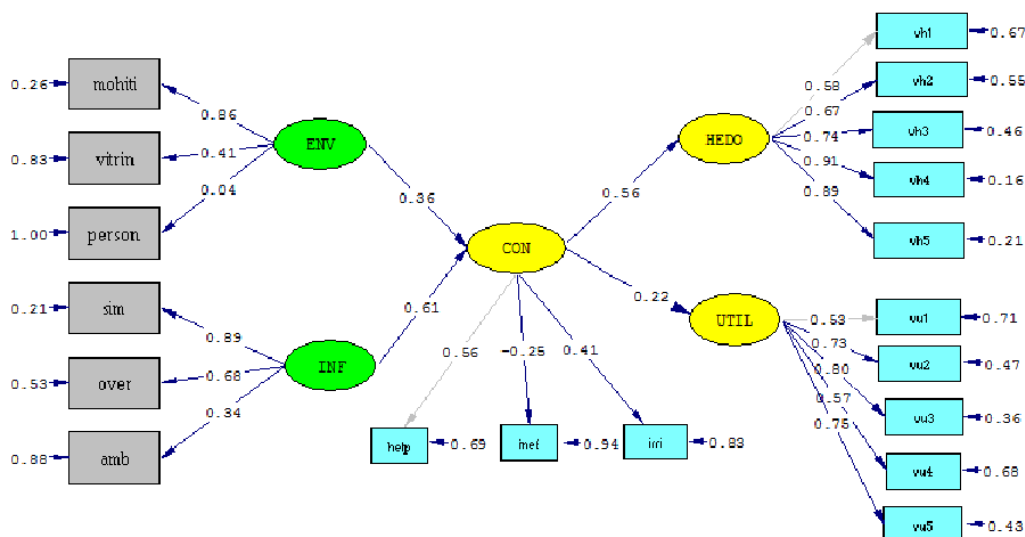 0.26 mohiti
0.83 vitrin
1.00 person
0.21 sim
0.53 over
0.88 amb
0.86
0.41
0.04
0.89
0.68
0.34
ENV
INF
0.36
0.61
CON
0.56
-0.25
0.41
help 0.69
inef 0.94
irri 0.83
0.56
0.22
HEDO
UTIL
0.58
0.67
0.74
0.91
0.89
0.53
0.73
0.80
0.57
0.75
vh1 0.67
vh2 0.55
vh3 0.46
vh4 0.16
vh5 0.21
vu1 0.71
vu2 0.47
vu3 0.36
vu4 0.68
vu5 0.43